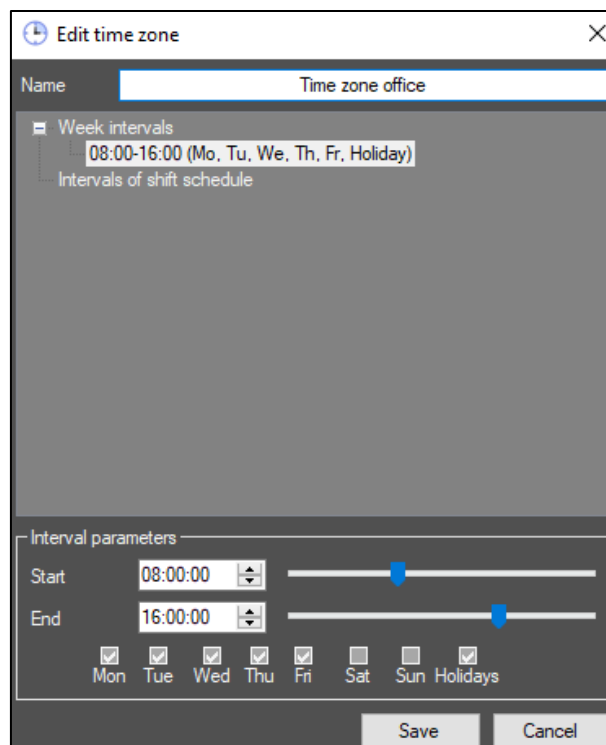 Edit time zone
Name Time zone office
Week intervals
08:00-16:00 (Mo, Tu, We, Th, Fr, Holiday)
Intervals of shift schedule
Interval parameters
Start 08:00:00
End 16:00:00
Mon Tue Wed Thu Fri Sat Sun Holidays
Save Cancel